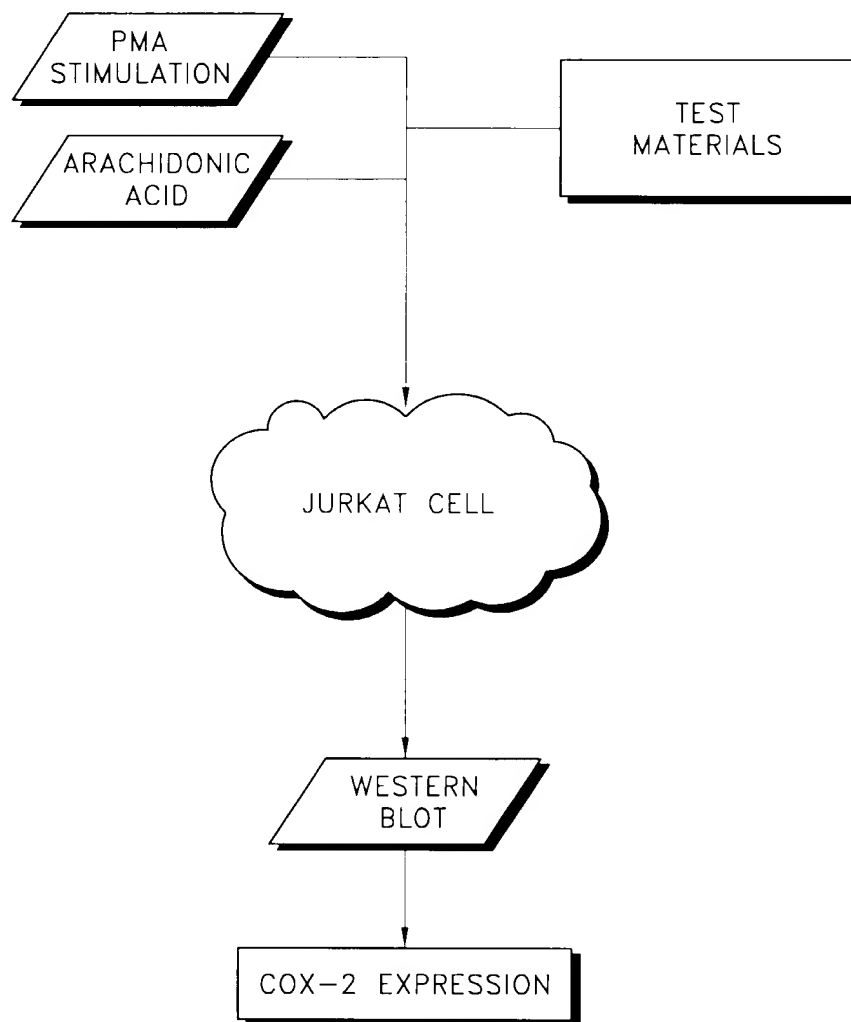 PMA
STIMULATION
TEST
MATERIALS
ARACHIDONIC
ACID
JURKAT CELL
WESTERN
BLOT
COX-2 EXPRESSION